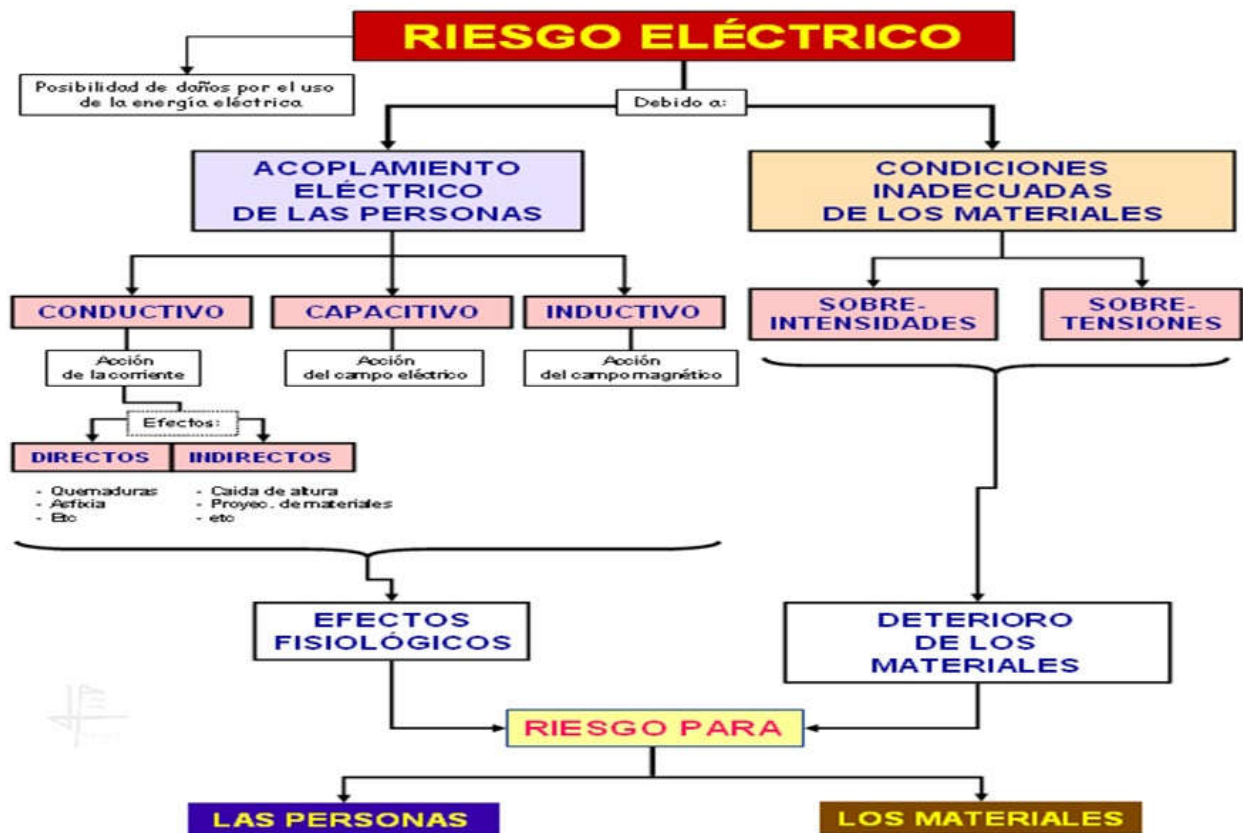 RIESGO ELÉCTRICO
Posibilidad de daños por el uso
de la energía eléctrica
Debido a:
ACOPLAMIENTO
ELÉCTRICO
DE LAS PERSONAS
CONDICIONES
INADECUADAS
DE LOS MATERIALES
CONDUCTIVO
CAPACITIVO
INDUCTIVO
SOBRE-
INTENSIDADES
SOBRE-
TENSIONES
Acción
de la corriente
Acción
del campo eléctrico
Acción
del campo magnético
Efectos:
DIRECTOS
INDIRECTOS
- Quemaduras
- Asfixia
- Etc
- Caida de altura
- Proyec. de materiales
- etc
EFECTOS
FISIOLÓGICOS
DETERIORO
DE LOS
MATERIALES
RIESGO PARA
LAS PERSONAS
LOS MATERIALES